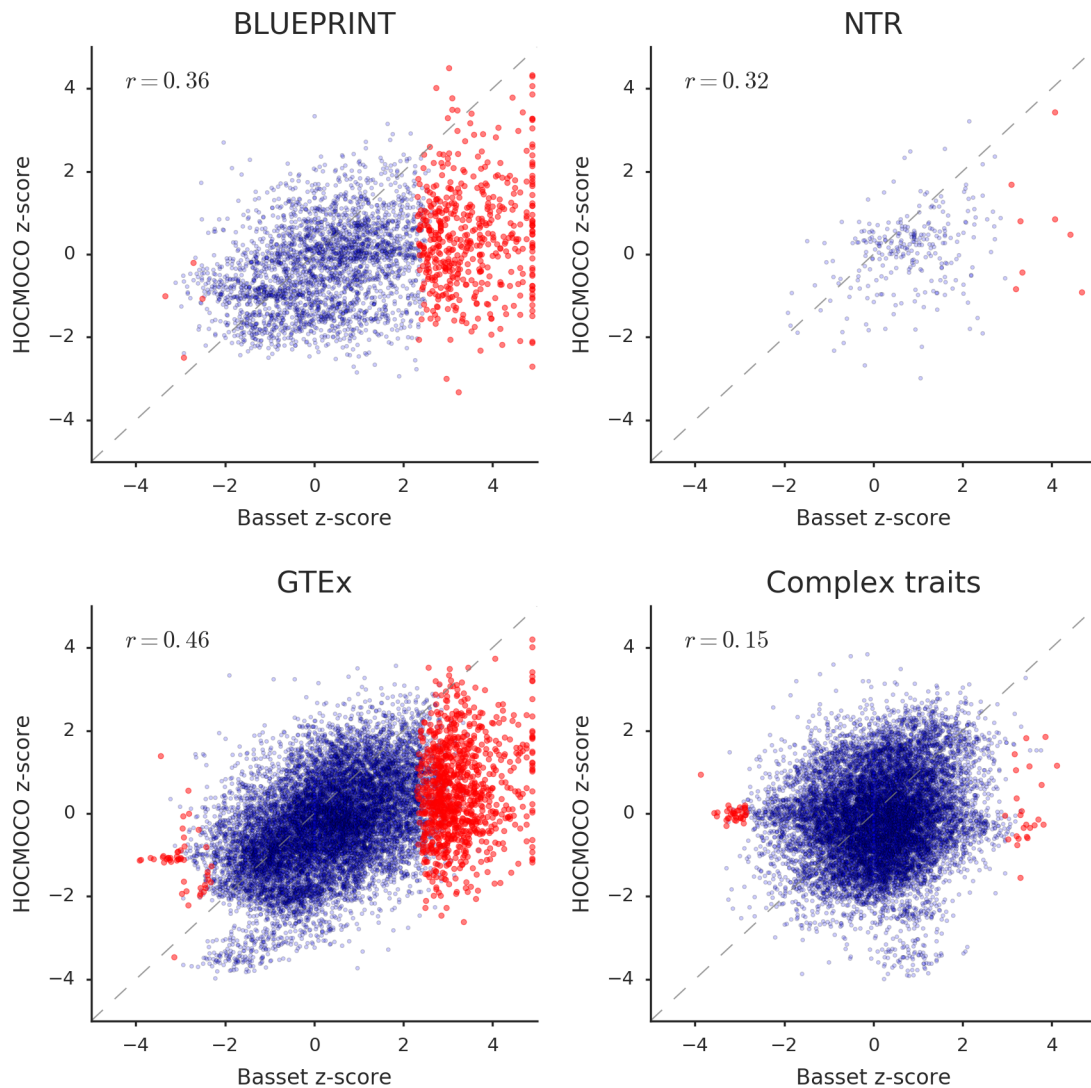 BLUEPRINT
r = 0.36
HOCMOCO z-score
4
2
0
−2
−4
−4 −2 0 2 4
Basset z-score
NTR
r = 0.32
HOCMOCO z-score
4
2
0
−2
−4
−4 −2 0 2 4
Basset z-score
GTEx
r = 0.46
HOCMOCO z-score
4
2
0
−2
−4
−4 −2 0 2 4
Basset z-score
Complex traits
r = 0.15
HOCMOCO z-score
4
2
0
−2
−4
−4 −2 0 2 4
Basset z-score